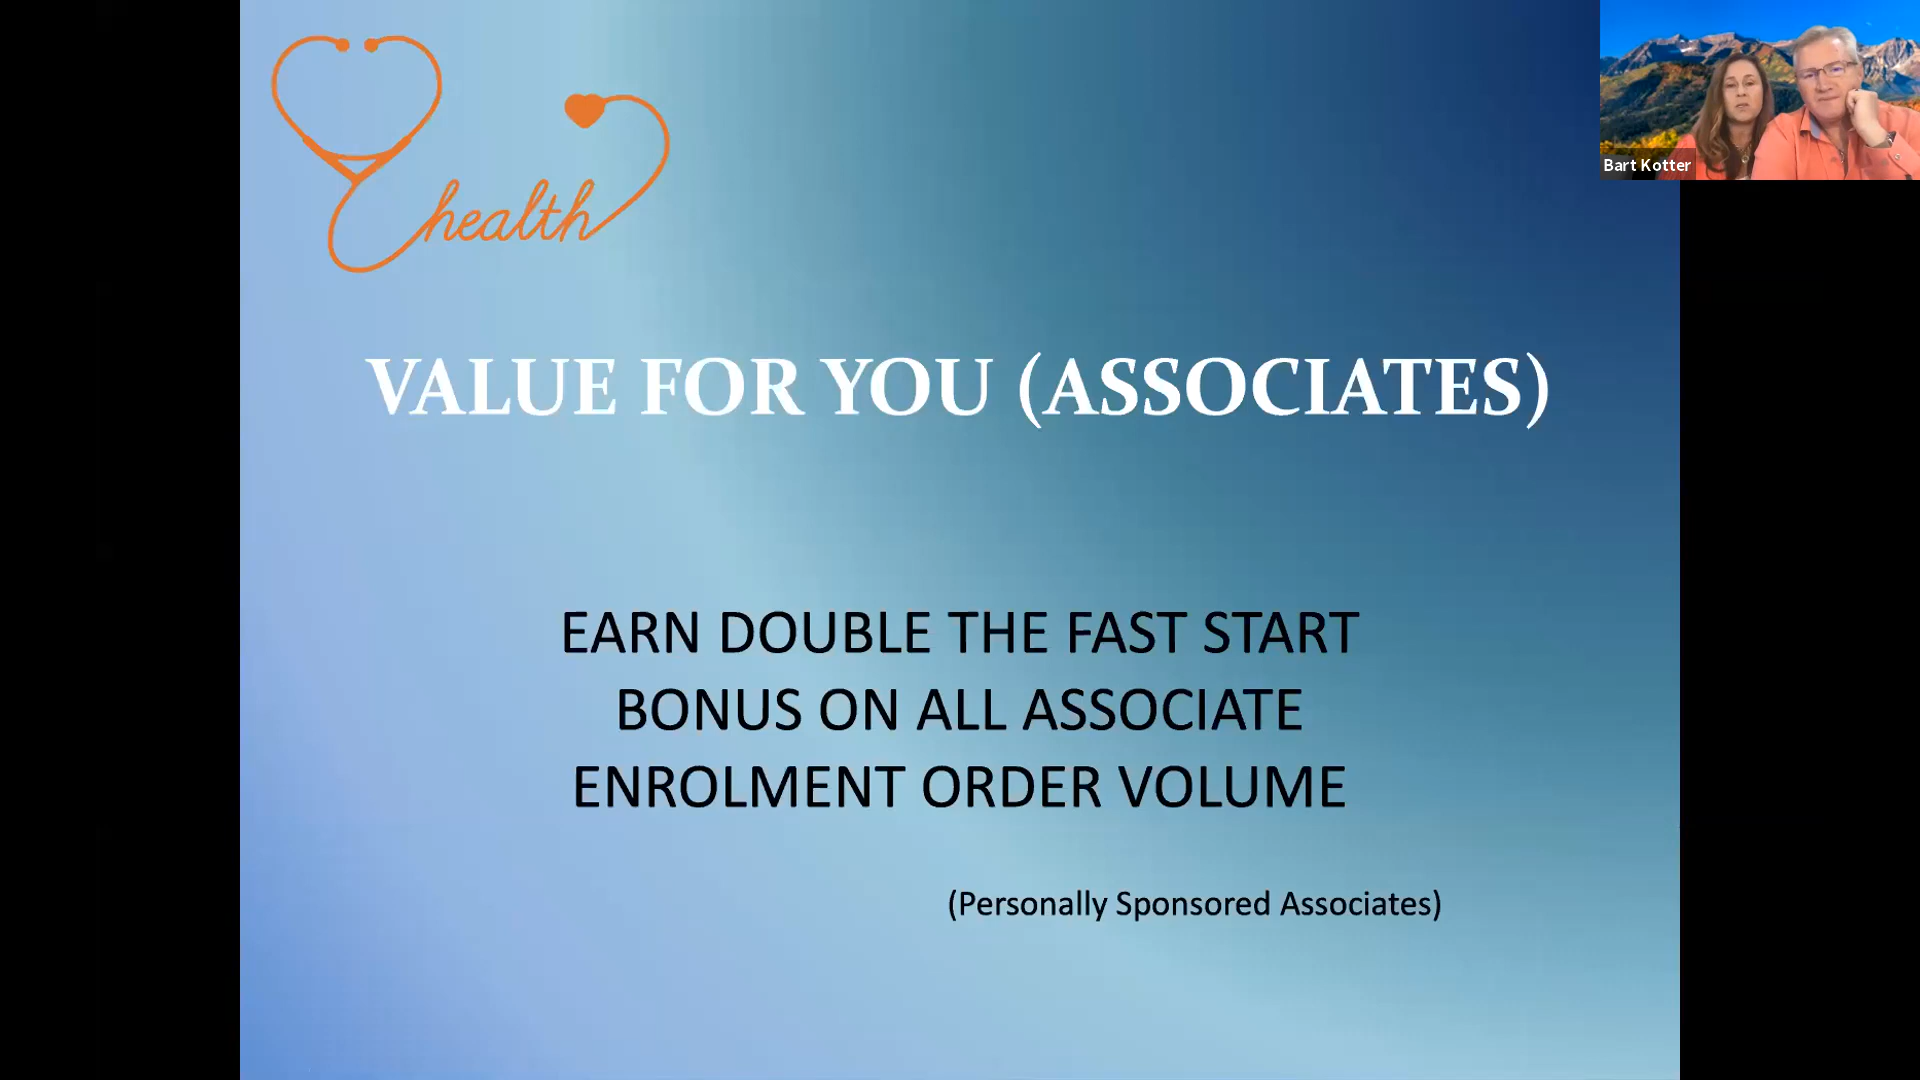 health
Bart Kotter
VALUE FOR YOU (ASSOCIATES)
EARN DOUBLE THE FAST START
BONUS ON ALL ASSOCIATE
ENROLMENT ORDER VOLUME
(Personally Sponsored Associates)